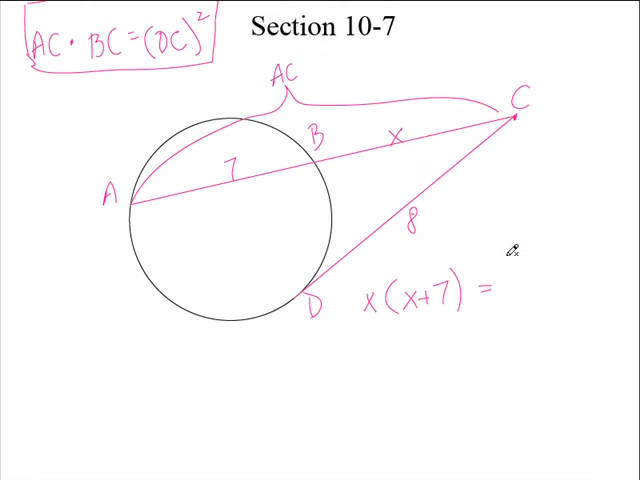 AC · BC = (DC)²
Section 10-7
AC
C
B
x
7
A
8
D
x(x+7) =